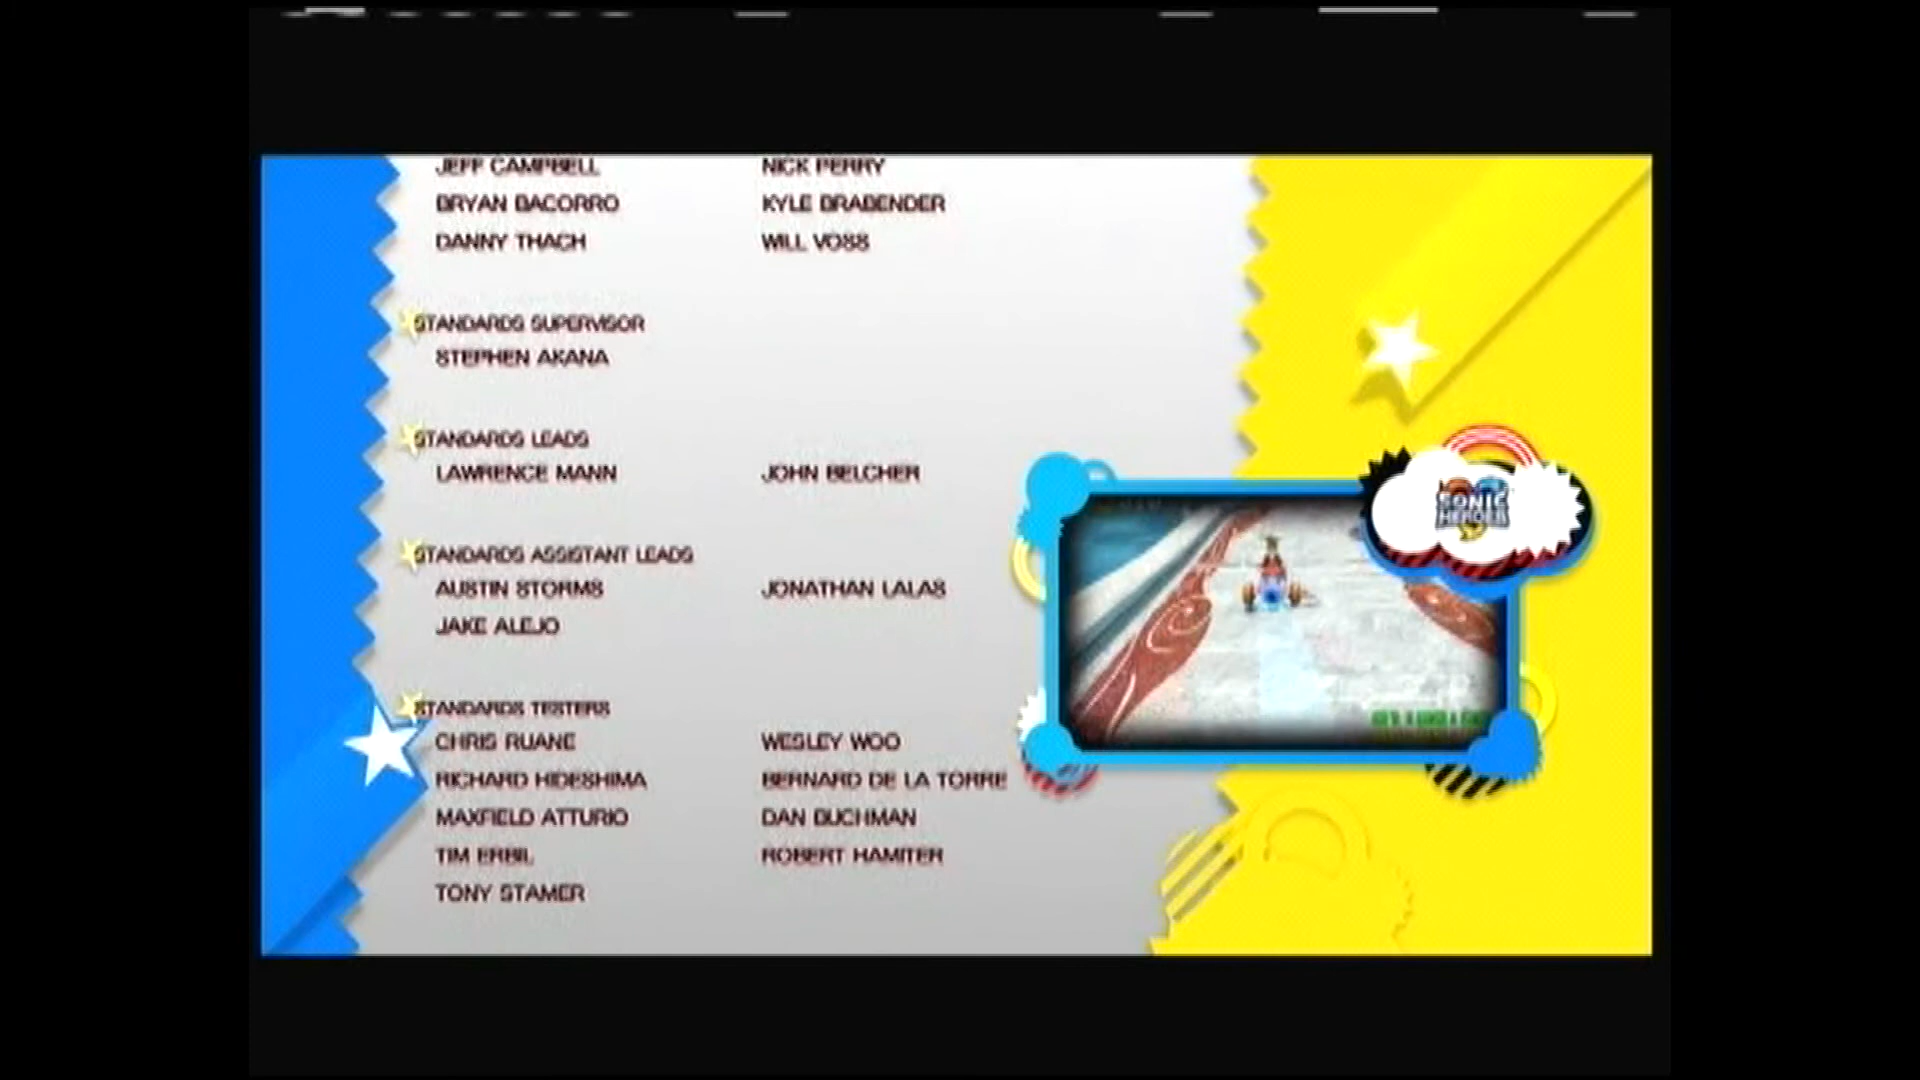 JEFF CAMPBELL NICK PERRY
BRYAN BACORRO KYLE BRABENDER
DANNY THACH WILL VOSS
STANDARDS SUPERVISOR
STEPHEN AKANA
STANDARDS LEADS
LAWRENCE MANN JOHN BELCHER
STANDARDS ASSISTANT LEADS
AUSTIN STORMS JONATHAN LALAS
JAKE ALEJO
STANDARDS TESTERS
CHRIS RUANE WESLEY WOO
RICHARD HIDESHIMA BERNARD DE LA TORRE
MAXFIELD ATTURIO DAN BUCHMAN
TIM ERBIL ROBERT HAMITER
TONY STAMER
SONIC
HEROES